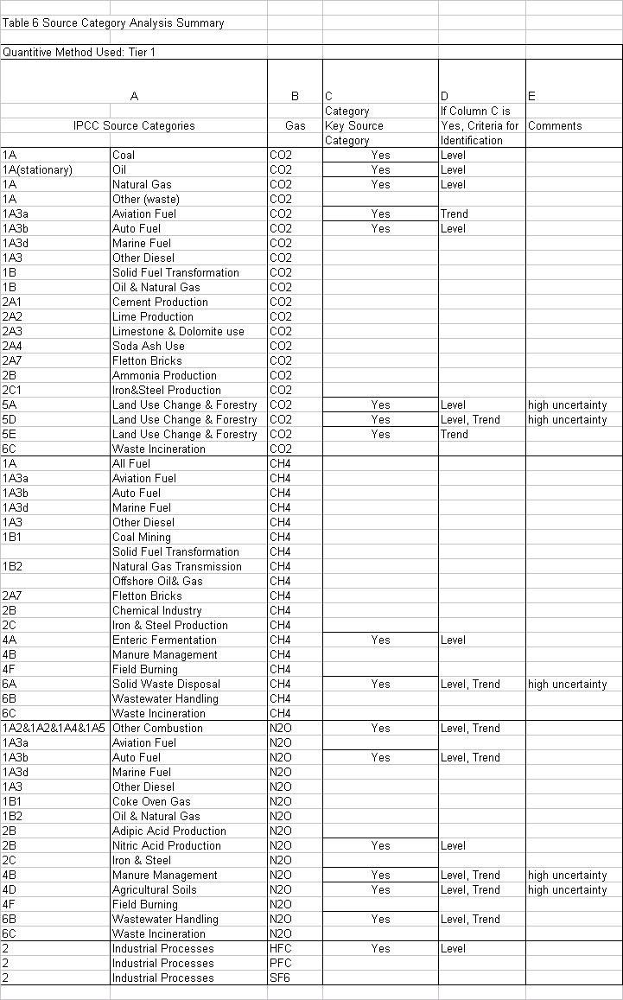 Table 6 Source Category Analysis Summary
Quantitive Method Used: Tier 1
A B C D E
Category If Column C is
IPCC Source Categories Gas Key Source Yes, Criteria for Comments
Category Identification
1A Coal CO2 Yes Level
1A(stationary) Oil CO2 Yes Level
1A Natural Gas CO2 Yes Level
1A Other (waste) CO2
1A3a Aviation Fuel CO2 Yes Trend
1A3b Auto Fuel CO2 Yes Level
1A3d Marine Fuel CO2
1A3 Other Diesel CO2
1B Solid Fuel Transformation CO2
1B Oil & Natural Gas CO2
2A1 Cement Production CO2
2A2 Lime Production CO2
2A3 Limestone & Dolomite use CO2
2A4 Soda Ash Use CO2
2A7 Fletton Bricks CO2
2B Ammonia Production CO2
2C1 Iron&Steel Production CO2
5A Land Use Change & Forestry CO2 Yes Level high uncertainty
5D Land Use Change & Forestry CO2 Yes Level, Trend high uncertainty
5E Land Use Change & Forestry CO2 Yes Trend
6C Waste Incineration CO2
1A All Fuel CH4
1A3a Aviation Fuel CH4
1A3b Auto Fuel CH4
1A3d Marine Fuel CH4
1A3 Other Diesel CH4
1B1 Coal Mining CH4
Solid Fuel Transformation CH4
1B2 Natural Gas Transmission CH4
Offshore Oil& Gas CH4
2A7 Fletton Bricks CH4
2B Chemical Industry CH4
2C Iron & Steel Production CH4
4A Enteric Fermentation CH4 Yes Level
4B Manure Management CH4
4F Field Burning CH4
6A Solid Waste Disposal CH4 Yes Level, Trend high uncertainty
6B Wastewater Handling CH4
6C Waste Incineration CH4
1A2&1A2&1A4&1A5 Other Combustion N2O Yes Level, Trend
1A3a Aviation Fuel N2O
1A3b Auto Fuel N2O Yes Level, Trend
1A3d Marine Fuel N2O
1A3 Other Diesel N2O
1B1 Coke Oven Gas N2O
1B2 Oil & Natural Gas N2O
2B Adipic Acid Production N2O
2B Nitric Acid Production N2O Yes Level
2C Iron & Steel N2O
4B Manure Management N2O Yes Level, Trend high uncertainty
4D Agricultural Soils N2O Yes Level, Trend high uncertainty
4F Field Burning N2O
6B Wastewater Handling N2O Yes Level, Trend
6C Waste Incineration N2O
2 Industrial Processes HFC Yes Level
2 Industrial Processes PFC
2 Industrial Processes SF6